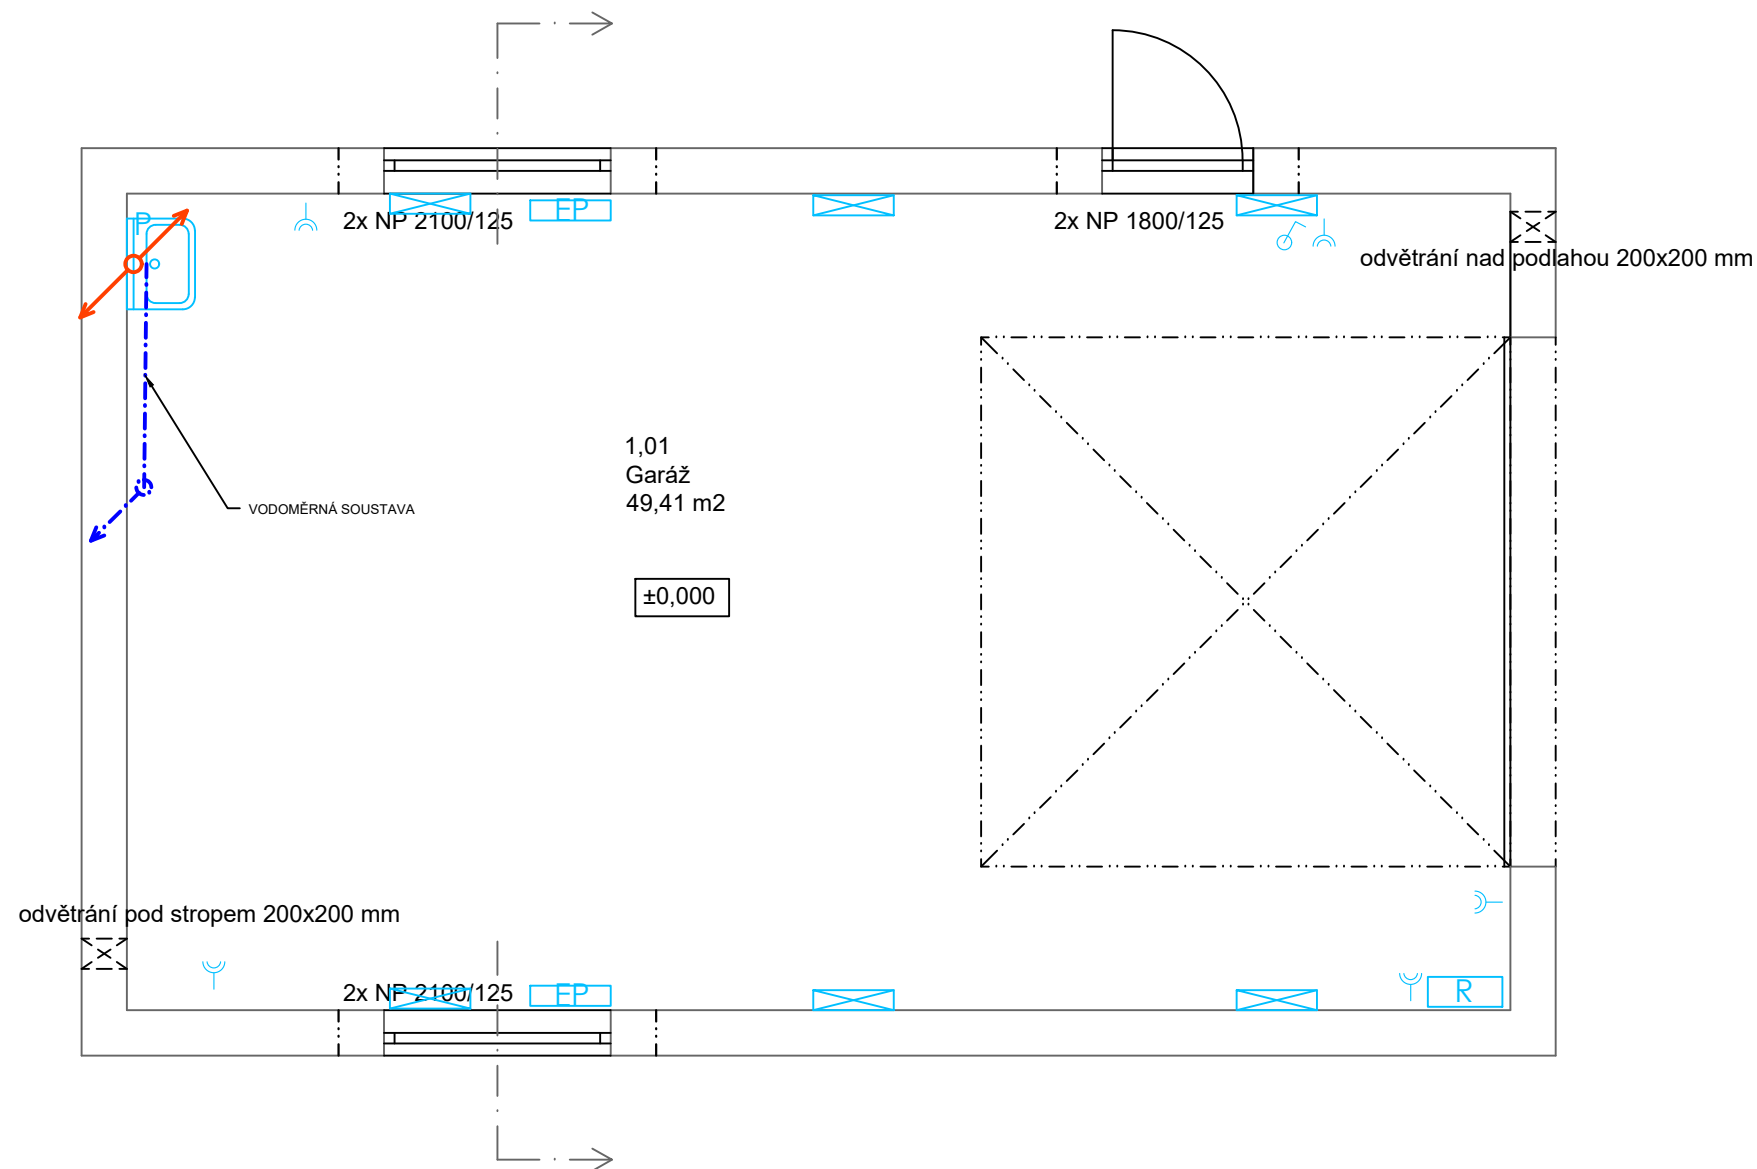 2x NP 2100/125
EP
2x NP 1800/125
P
odvětrání nad podlahou 200x200 mm
1,01
Garáž
49,41 m2
VODOMĚRNÁ SOUSTAVA
±0,000
odvětrání pod stropem 200x200 mm
2x NP 2100/125
EP
R